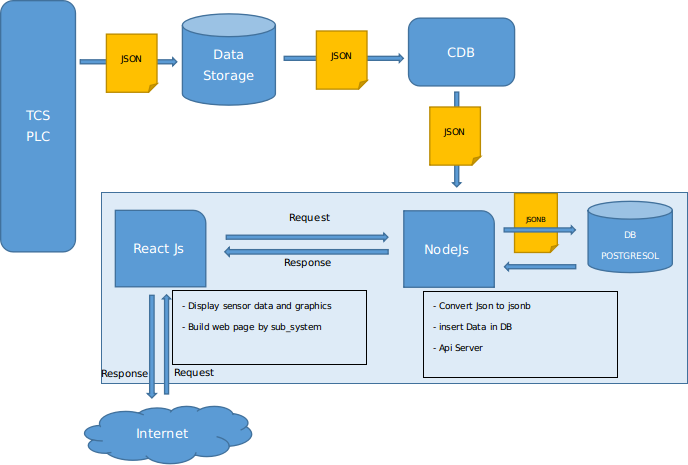 TCS
PLC
JSON
Data
Storage
JSON
CDB
JSON
React Js
Request
Response
NodeJs
JSONB
DB
POSTGRESOL
- Display sensor data and graphics
- Build web page by sub_system
- Convert Json to jsonb
- insert Data in DB
- Api Server
Response
Request
Internet